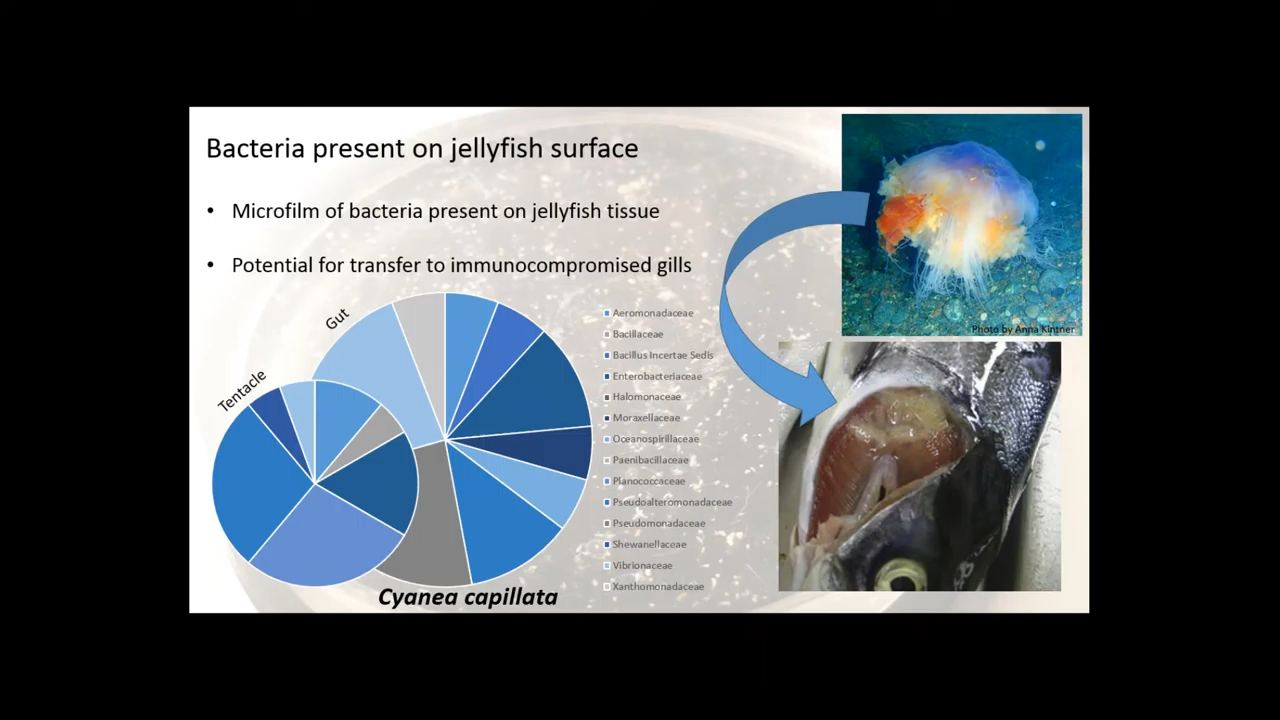 Bacteria present on jellyfish surface
• Microfilm of bacteria present on jellyfish tissue
• Potential for transfer to immunocompromised gills
Gut
Tentacle
Aeromonadaceae
Bacillaceae
Bacillus Incertae Sedis
Enterobacteriaceae
Halomonaceae
Moraxellaceae
Oceanospirillaceae
Paenibacillaceae
Planococcaceae
Pseudoalteromonadaceae
Pseudomonadaceae
Shewanellaceae
Vibrionaceae
Xanthomonadaceae
Cyanea capillata
Photo by Anna Kintner